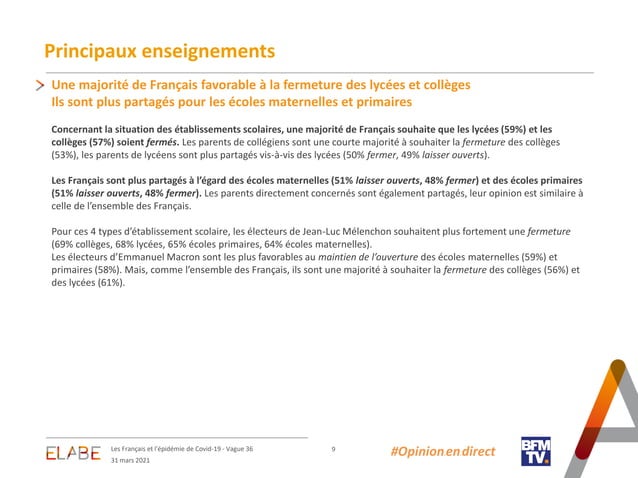 Principaux enseignements
Une majorité de Français favorable à la fermeture des lycées et collèges
Ils sont plus partagés pour les écoles maternelles et primaires
Concernant la situation des établissements scolaires, une majorité de Français souhaite que les lycées (59%) et les
collèges (57%) soient fermés. Les parents de collégiens sont une courte majorité à souhaiter la fermeture des collèges
(53%), les parents de lycéens sont plus partagés vis-à-vis des lycées (50% fermer, 49% laisser ouverts).
Les Français sont plus partagés à l’égard des écoles maternelles (51% laisser ouverts, 48% fermer) et des écoles primaires
(51% laisser ouverts, 48% fermer). Les parents directement concernés sont également partagés, leur opinion est similaire à
celle de l’ensemble des Français.
Pour ces 4 types d’établissement scolaire, les électeurs de Jean-Luc Mélenchon souhaitent plus fortement une fermeture
(69% collèges, 68% lycées, 65% écoles primaires, 64% écoles maternelles).
Les électeurs d’Emmanuel Macron sont les plus favorables au maintien de l’ouverture des écoles maternelles (59%) et
primaires (58%). Mais, comme l’ensemble des Français, ils sont une majorité à souhaiter la fermeture des collèges (56%) et
des lycées (61%).
ELABE
Les Français et l’épidémie de Covid-19 - Vague 36
31 mars 2021
9
#Opinion en direct
BFM
TV.